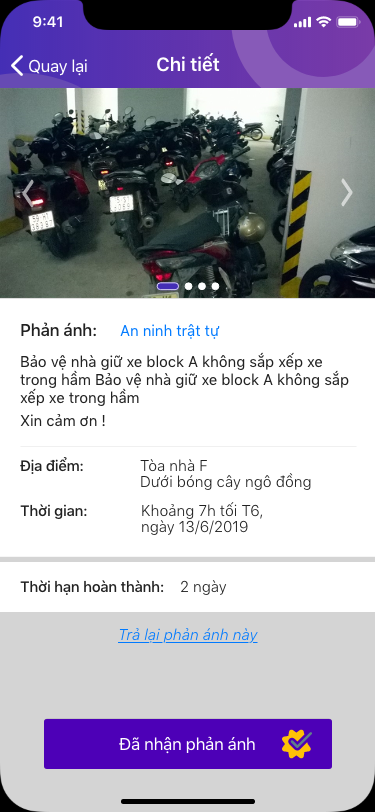 9:41
Quay lại
Chi tiết
Phản ánh:
An ninh trật tự
Bảo vệ nhà giữ xe block A không sắp xếp xe
trong hầm Bảo vệ nhà giữ xe block A không sắp
xếp xe trong hầm
Xin cảm ơn !
Địa điểm:
Tòa nhà F
Dưới bóng cây ngô đồng
Thời gian:
Khoảng 7h tối T6,
ngày 13/6/2019
Thời hạn hoàn thành:
2 ngày
Trả lại phản ánh này
Đã nhận phản ánh